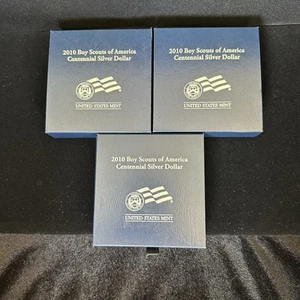 2010 Boy Scouts of America
Centennial Silver Dollar
UNITED STATES MINT
2010 Boy Scouts of America
Centennial Silver Dollar
UNITED STATES MINT
2010 Boy Scouts of America
Centennial Silver Dollar
UNITED STATES MINT